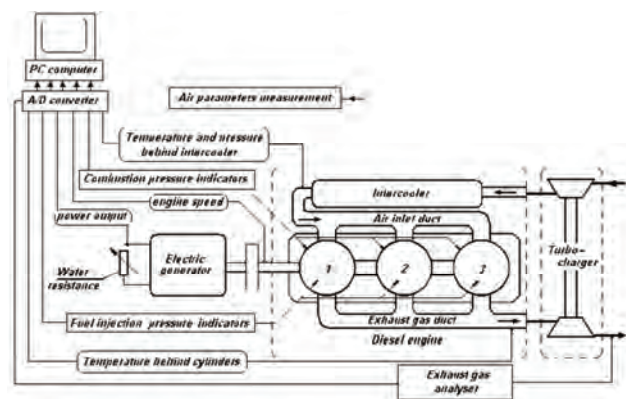 PC computer
A/D converter
Air parameters measurement
Temperature and pressure
behind intercooler
Combustion pressure indicators
Intercooler
engine speed
Air inlet duct
power output
Electric
generator
1
2
3
Turbo-
charger
Water
resistance
Fuel injection pressure indicators
Exhaust gas duct
Diesel engine
Temperature behind cylinders
Exhaust gas
analyser